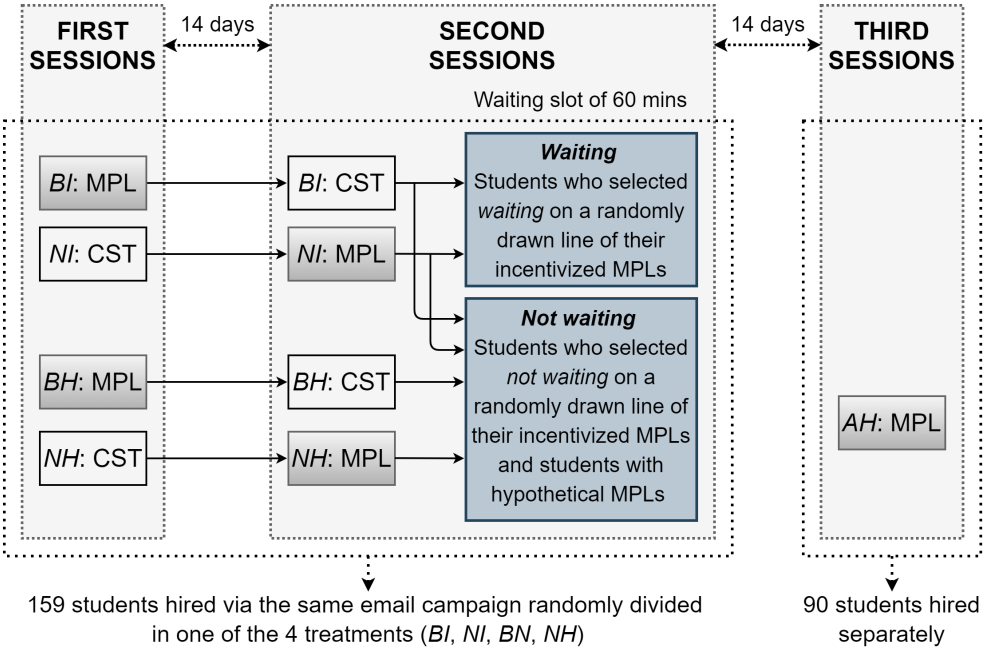 FIRST
SESSIONS
14 days
SECOND
SESSIONS
14 days
THIRD
SESSIONS
Waiting slot of 60 mins
BI: MPL
BI: CST
NI: CST
NI: MPL
BH: MPL
BH: CST
NH: CST
NH: MPL
Waiting
Students who selected
waiting on a randomly
drawn line of their
incentivized MPLs
Not waiting
Students who selected
not waiting on a
randomly drawn line of
their incentivized MPLs
and students with
hypothetical MPLs
AH: MPL
159 students hired via the same email campaign randomly divided
in one of the 4 treatments (BI, NI, BN, NH)
90 students hired
separately